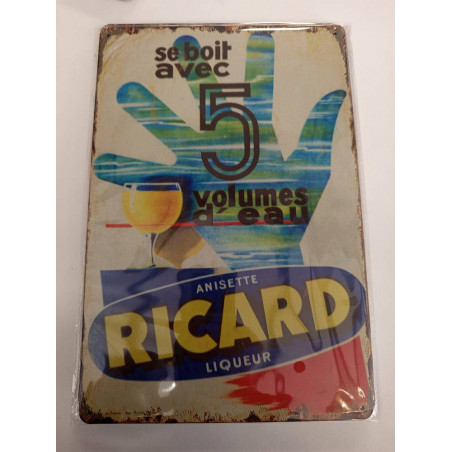 se boit
avec
5
volumes
d'eau
ANISETTE
RICARD
LIQUEUR